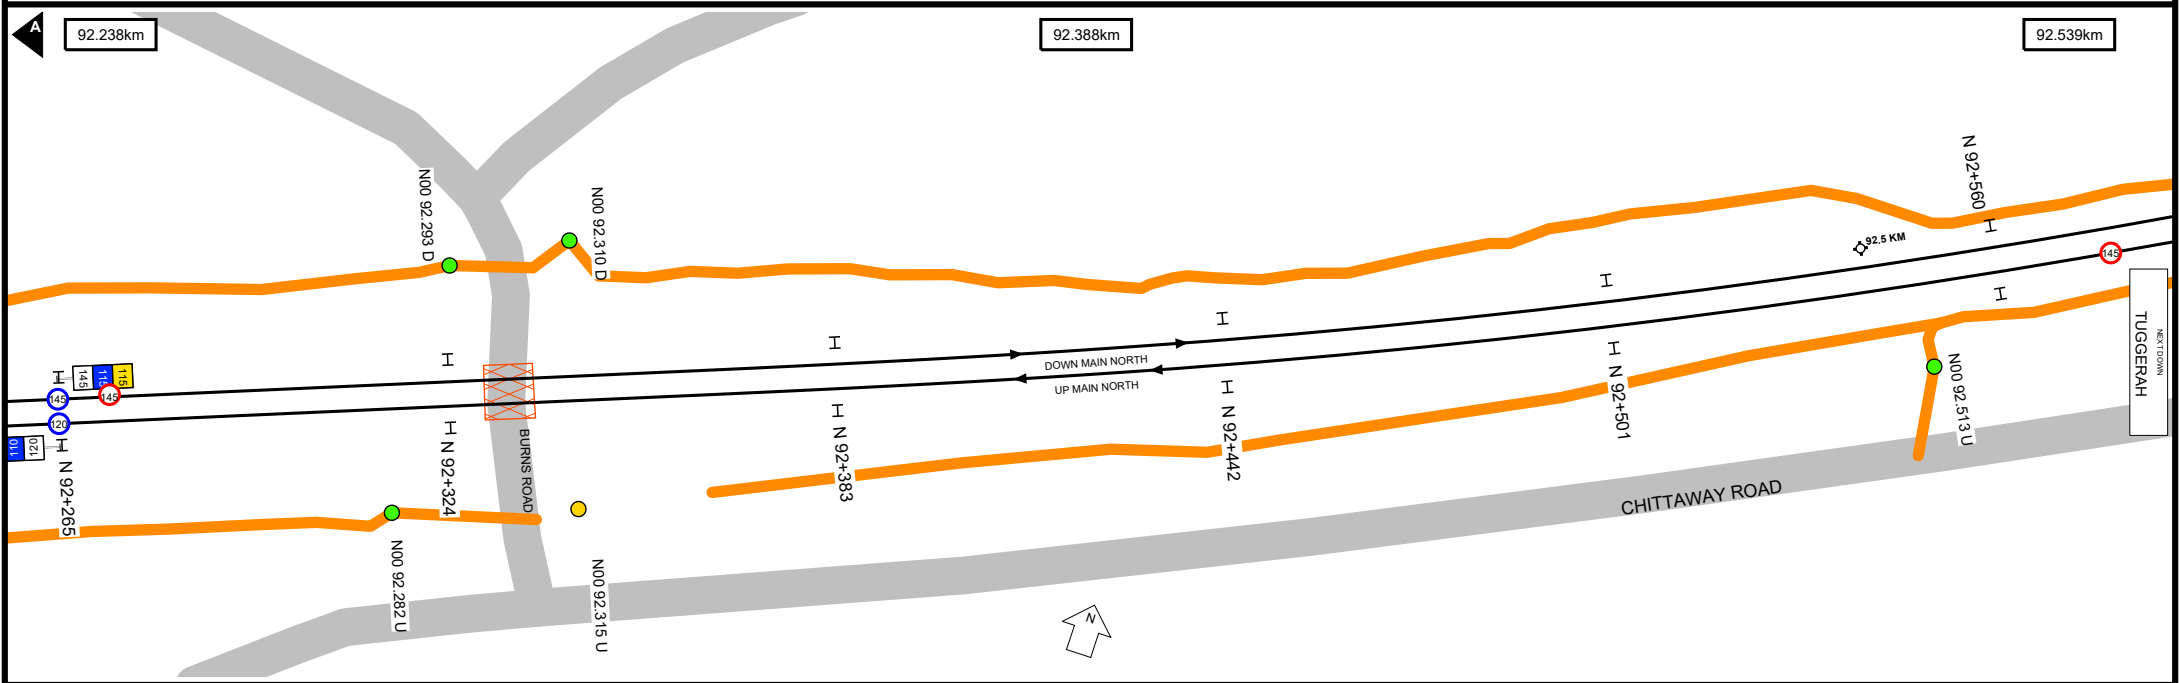 A
92.238km
92.388km
92.539km
N00 92.293 D
N00 92.310 D
N 92+560
92.5 KM
145
NEXT DOWN
TUGGERAH
145
115
115
145
145
120
110
120
DOWN MAIN NORTH
UP MAIN NORTH
N 92+265
N 92+324
BURNS ROAD
N 92+383
N 92+442
N 92+501
N00 92.513 U
CHITTAWAY ROAD
N00 92.282 U
N00 92.315 U
N